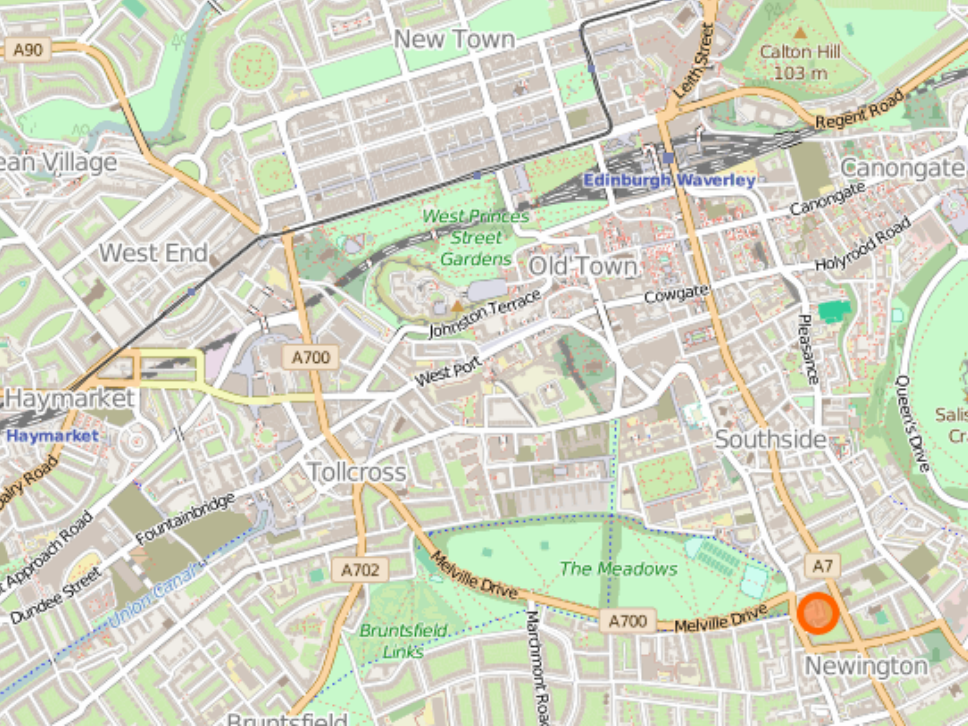 New Town
A90
Leith Street
Calton Hill
103 m
Regent Road
ean Village
Canongate
Edinburgh Waverley
Canongate
West Princes
Street
Gardens
West End
Holyrood Road
Old Town
Cowgate
Johnston Terrace
Pleasance
A700
West Port
Haymarket
Queen's Drive
Salis
Cr
Haymarket
Southside
Tollcross
alry Road
Fountainbridge
t Approach Road
A702
Melville Drive
The Meadows
A7
Dundee Street
Union Canal
A700
Melville Drive
Bruntsfield
Links
Marchmont Road
Newington
Bruntsfield